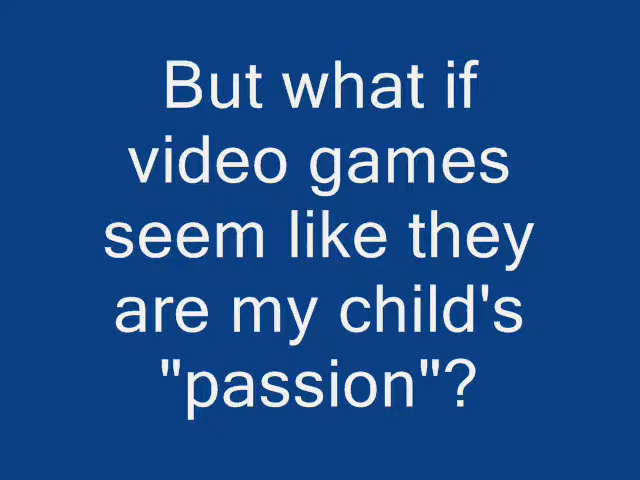 But what if
video games
seem like they
are my child's
"passion"?